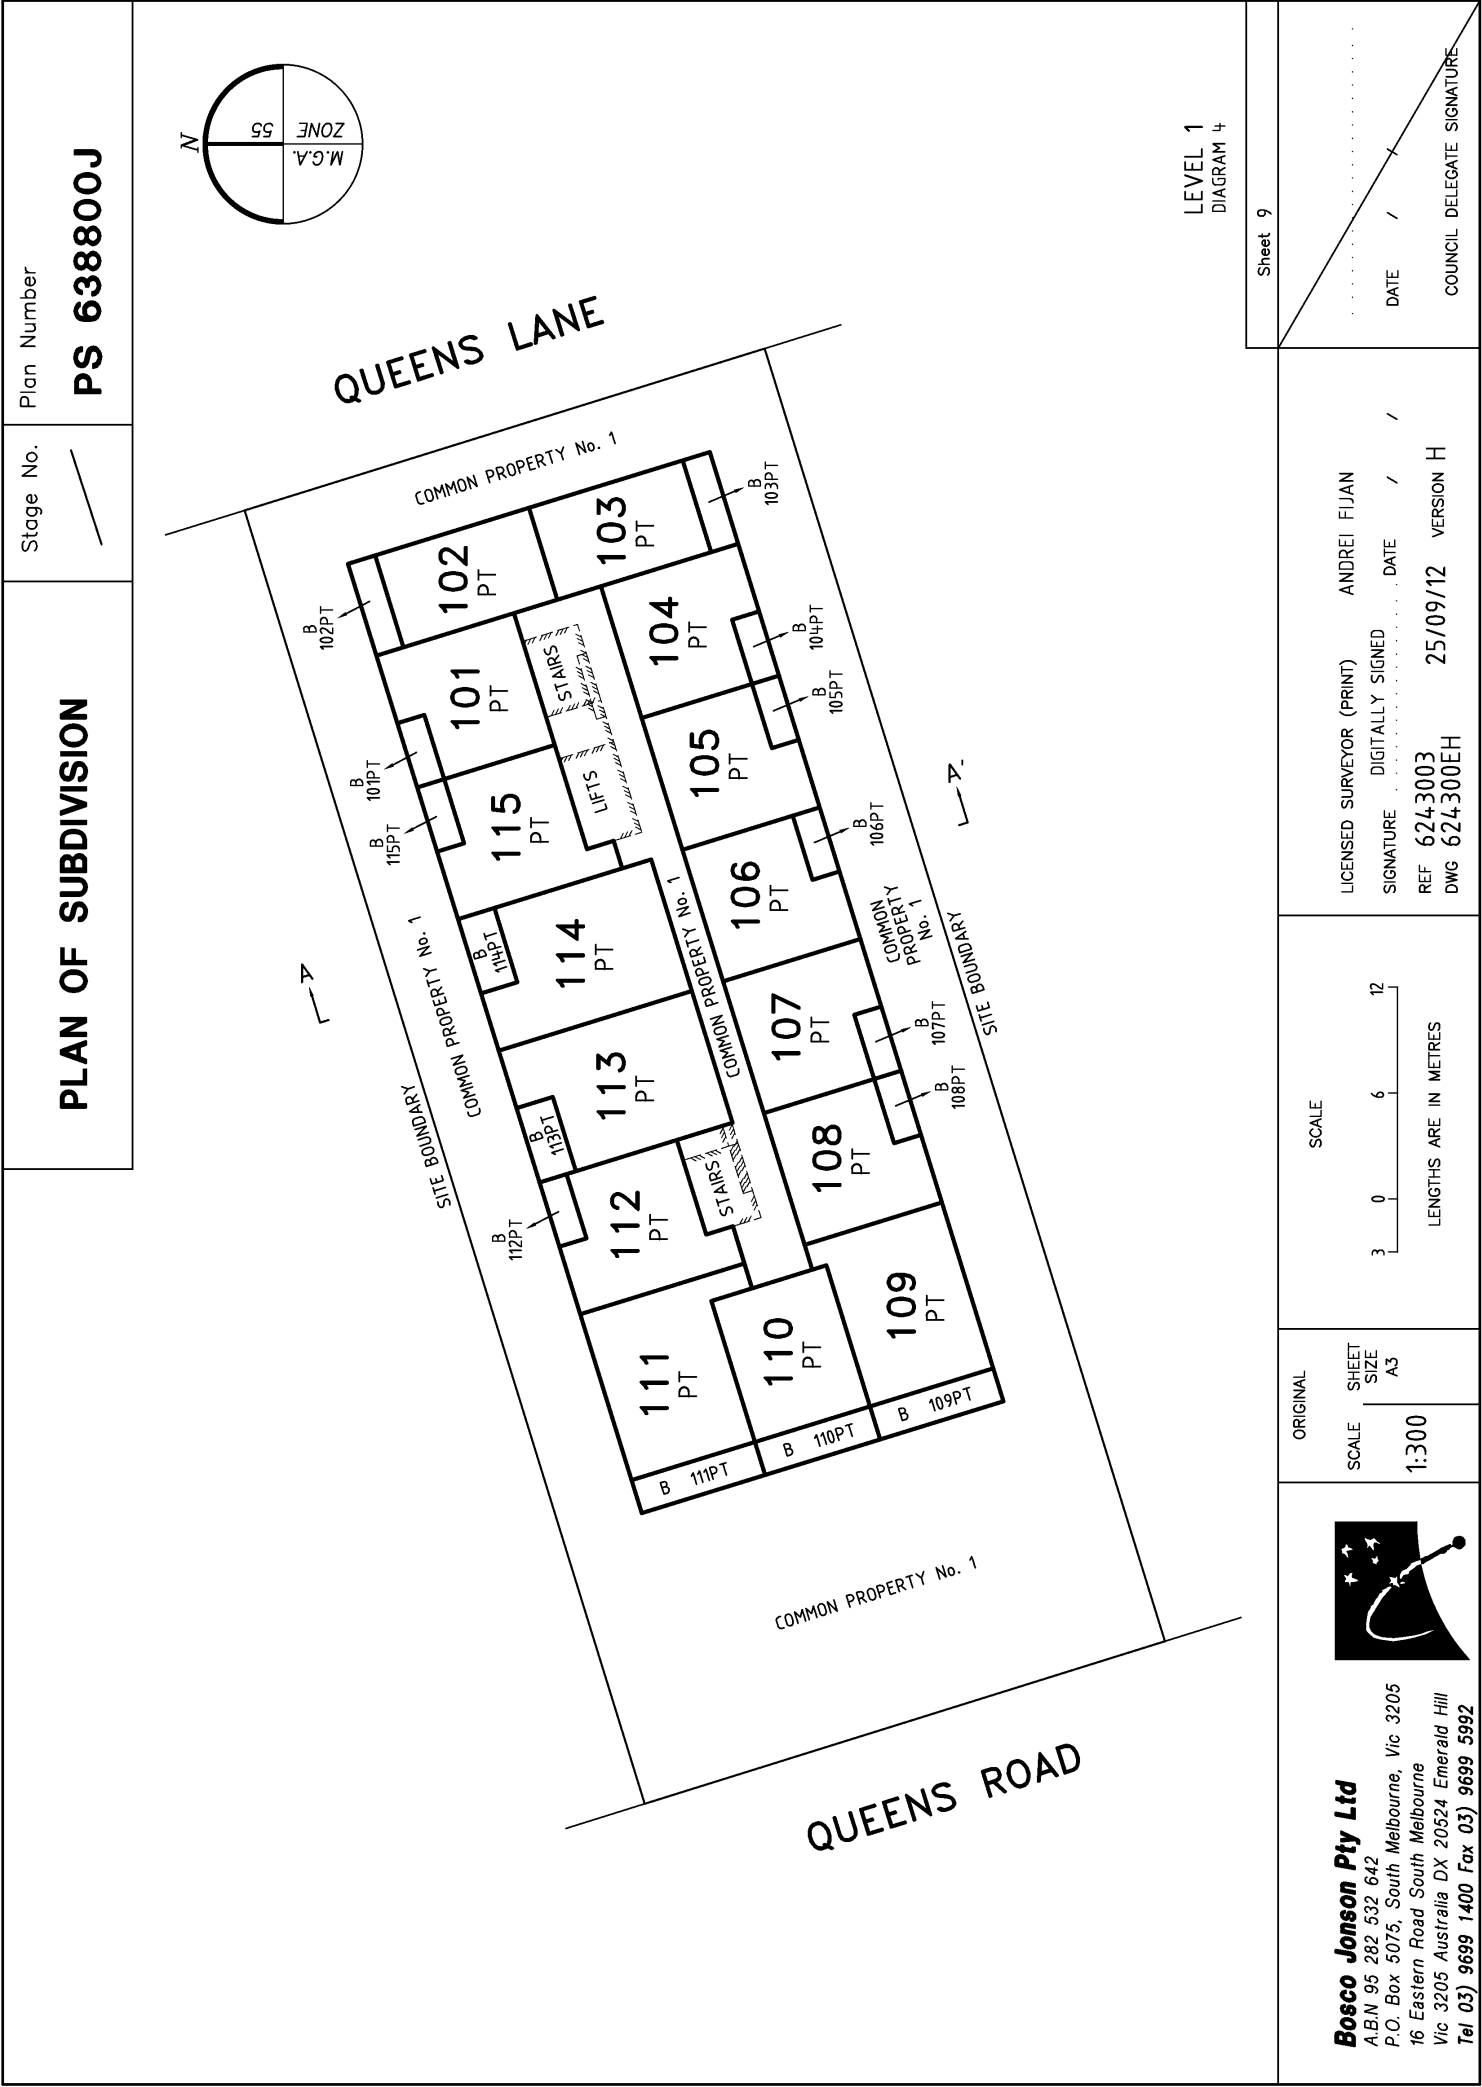 PLAN OF SUBDIVISION
Stage No.
Plan Number
PS 638800J
N
M.G.A.
ZONE
55
QUEENS LANE
COMMON PROPERTY No. 1
B
102PT
102
PT
103
PT
B
103PT
B
101PT
101
PT
STAIRS
104
PT
B
104PT
B
115PT
115
PT
LIFTS
105
PT
B
105PT
A
COMMON PROPERTY No. 1
SITE BOUNDARY
B
114PT
114
PT
COMMON PROPERTY No. 1
106
PT
B
106PT
A'
COMMON
PROPERTY
No. 1
SITE BOUNDARY
B
113PT
113
PT
107
PT
B
107PT
B
112PT
112
PT
STAIRS
108
PT
B
108PT
111
PT
110
PT
109
PT
B 111PT
B 110PT
B 109PT
COMMON PROPERTY No. 1
QUEENS ROAD
LEVEL 1
DIAGRAM 4
Sheet 9
Bosco Jonson Pty Ltd
A.B.N 95 282 532 642
P.O. Box 5075, South Melbourne, Vic 3205
16 Eastern Road South Melbourne
Vic 3205 Australia DX 20524 Emerald Hill
Tel 03) 9699 1400 Fax 03) 9699 5992
ORIGINAL
SCALE
SHEET
SIZE
A3
1:300
SCALE
3 0 6 12
LENGTHS ARE IN METRES
LICENSED SURVEYOR (PRINT) ANDREI FIJAN
SIGNATURE DIGITALLY SIGNED DATE / /
REF 6243003
DWG 624300EH
25/09/12 VERSION H
DATE / /
COUNCIL DELEGATE SIGNATURE